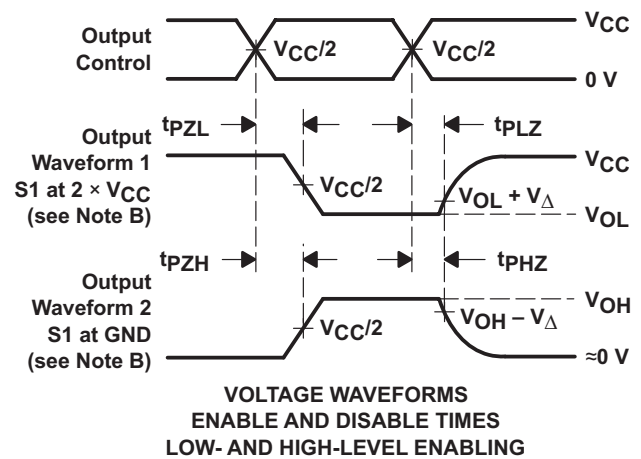 Output
Control
VCC/2
VCC/2
VCC
0 V
tPZL
tPLZ
Output
Waveform 1
S1 at 2 × VCC
(see Note B)
VCC/2
VCC
VOL + VΔ
VOL
tPZH
tPHZ
Output
Waveform 2
S1 at GND
(see Note B)
VCC/2
VOH
VOH – VΔ
≈0 V
VOLTAGE WAVEFORMS
ENABLE AND DISABLE TIMES
LOW- AND HIGH-LEVEL ENABLING